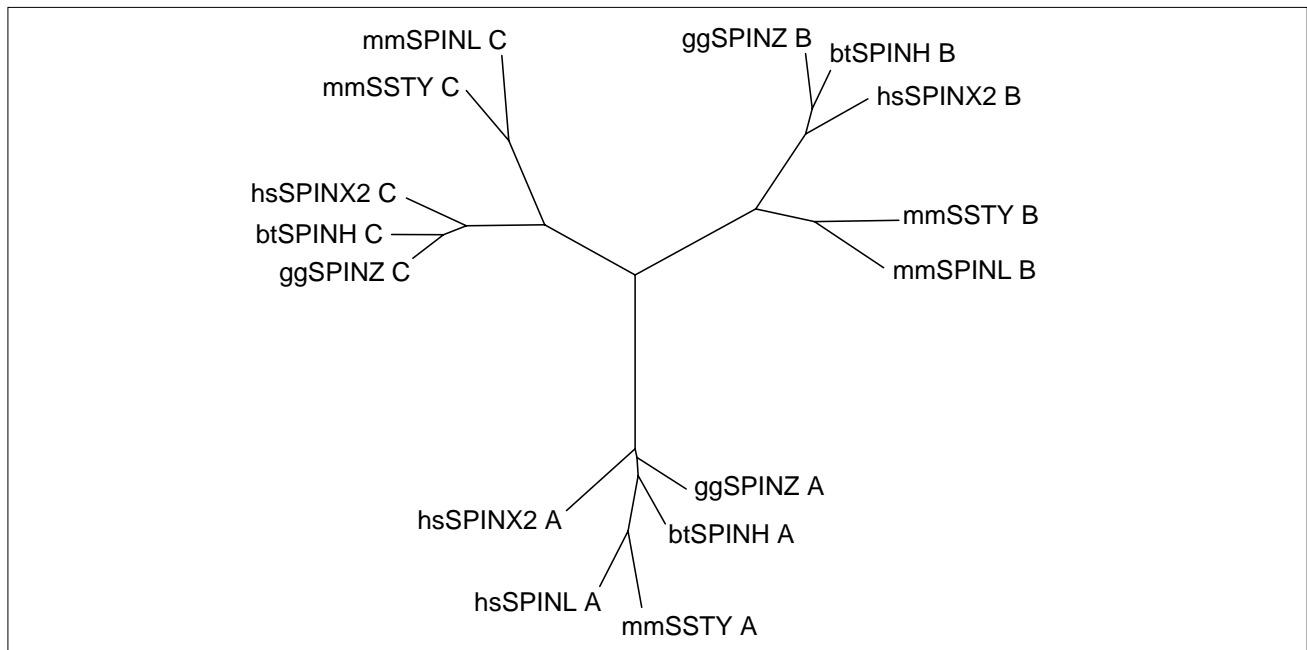 mmSPINL C
mmSSTY C
hsSPINX2 C
btSPINH C
ggSPINZ C
ggSPINZ B
btSPINH B
hsSPINX2 B
mmSSTY B
mmSPINL B
ggSPINZ A
hsSPINX2 A
btSPINH A
hsSPINL A
mmSSTY A